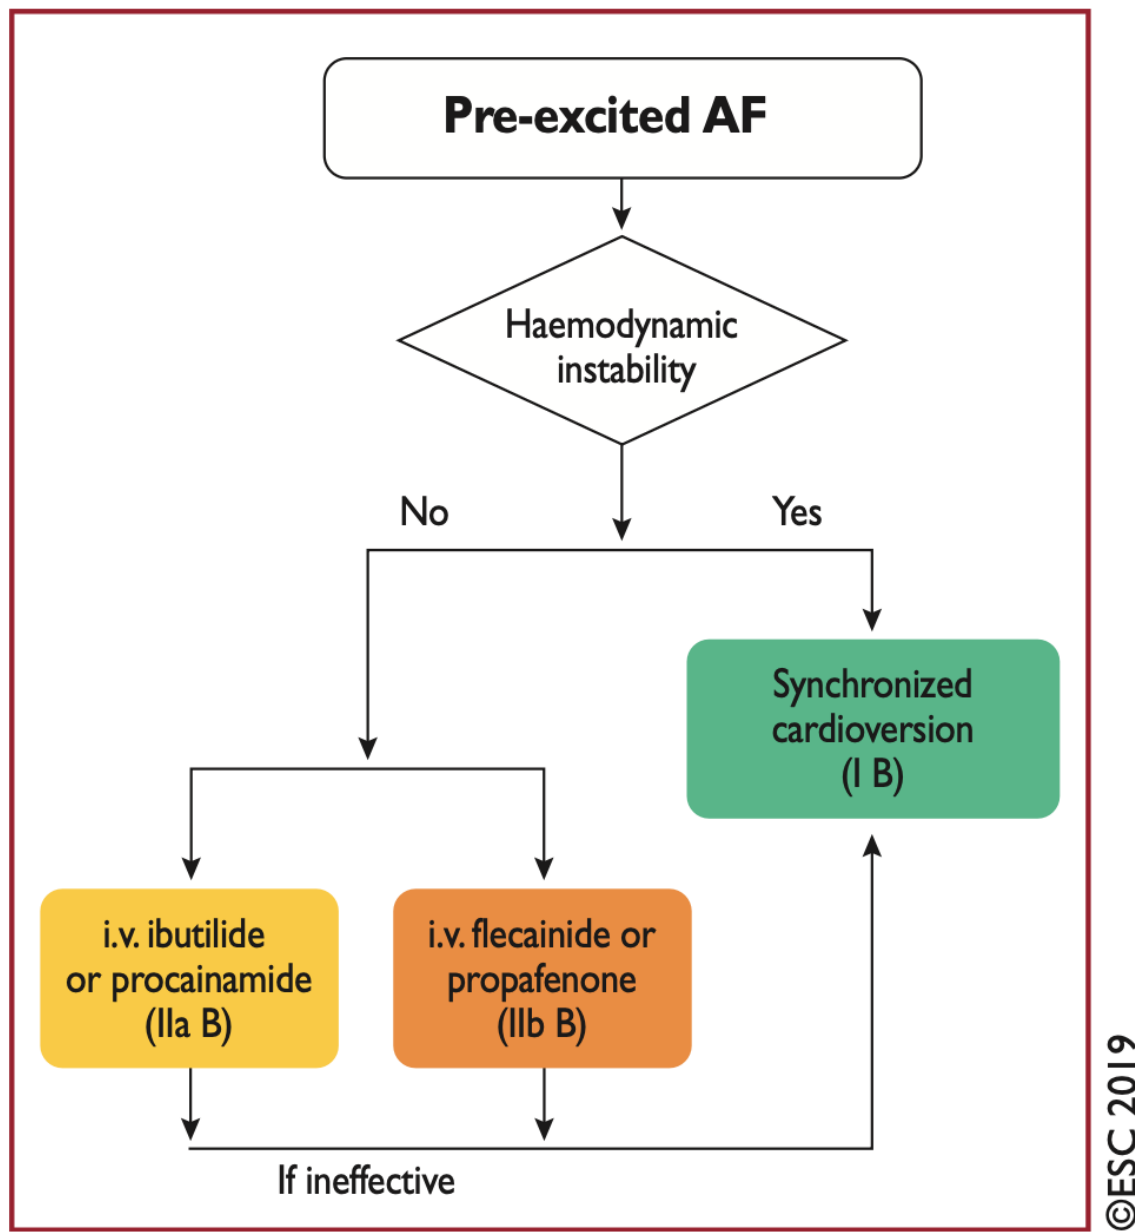 Pre-excited AF
Haemodynamic
instability
No
Yes
Synchronized
cardioversion
(I B)
i.v. ibutilide
or procainamide
(IIa B)
i.v. flecainide or
propafenone
(IIb B)
If ineffective
©ESC 2019